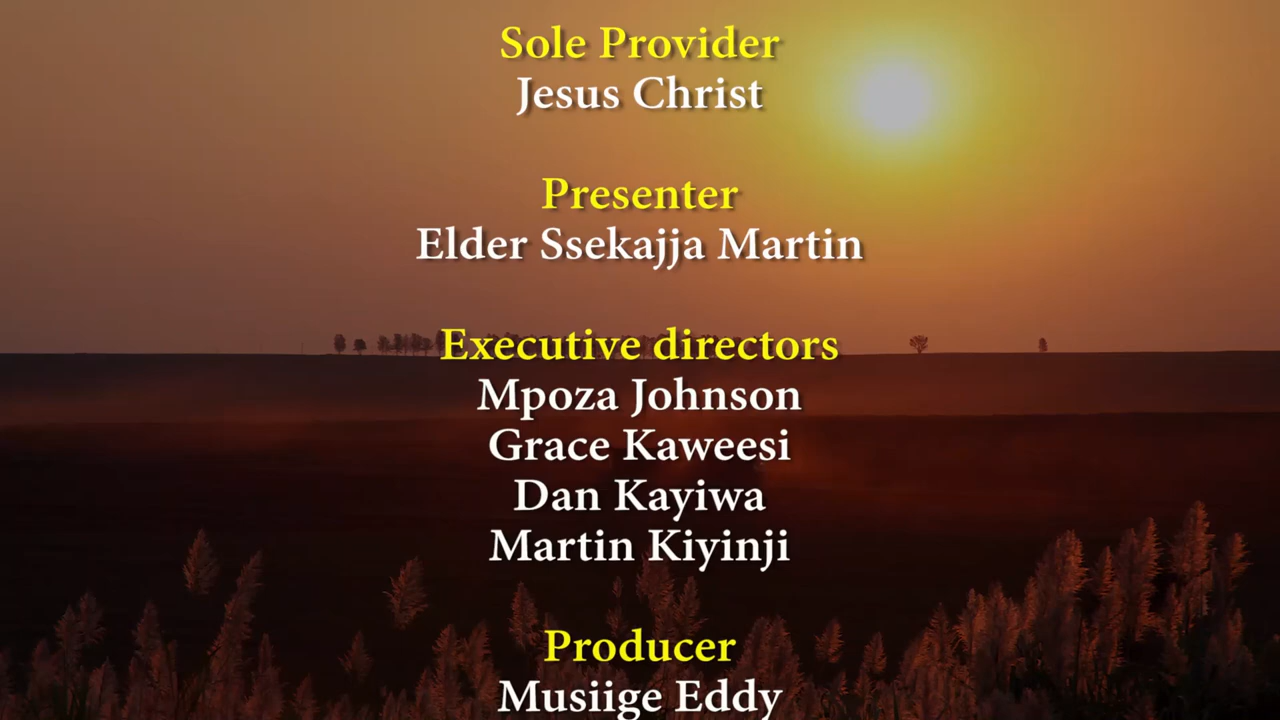 Sole Provider
Jesus Christ
Presenter
Elder Ssekajja Martin
Executive directors
Mpoza Johnson
Grace Kaweesi
Dan Kayiwa
Martin Kiyinji
Producer
Musiige Eddy